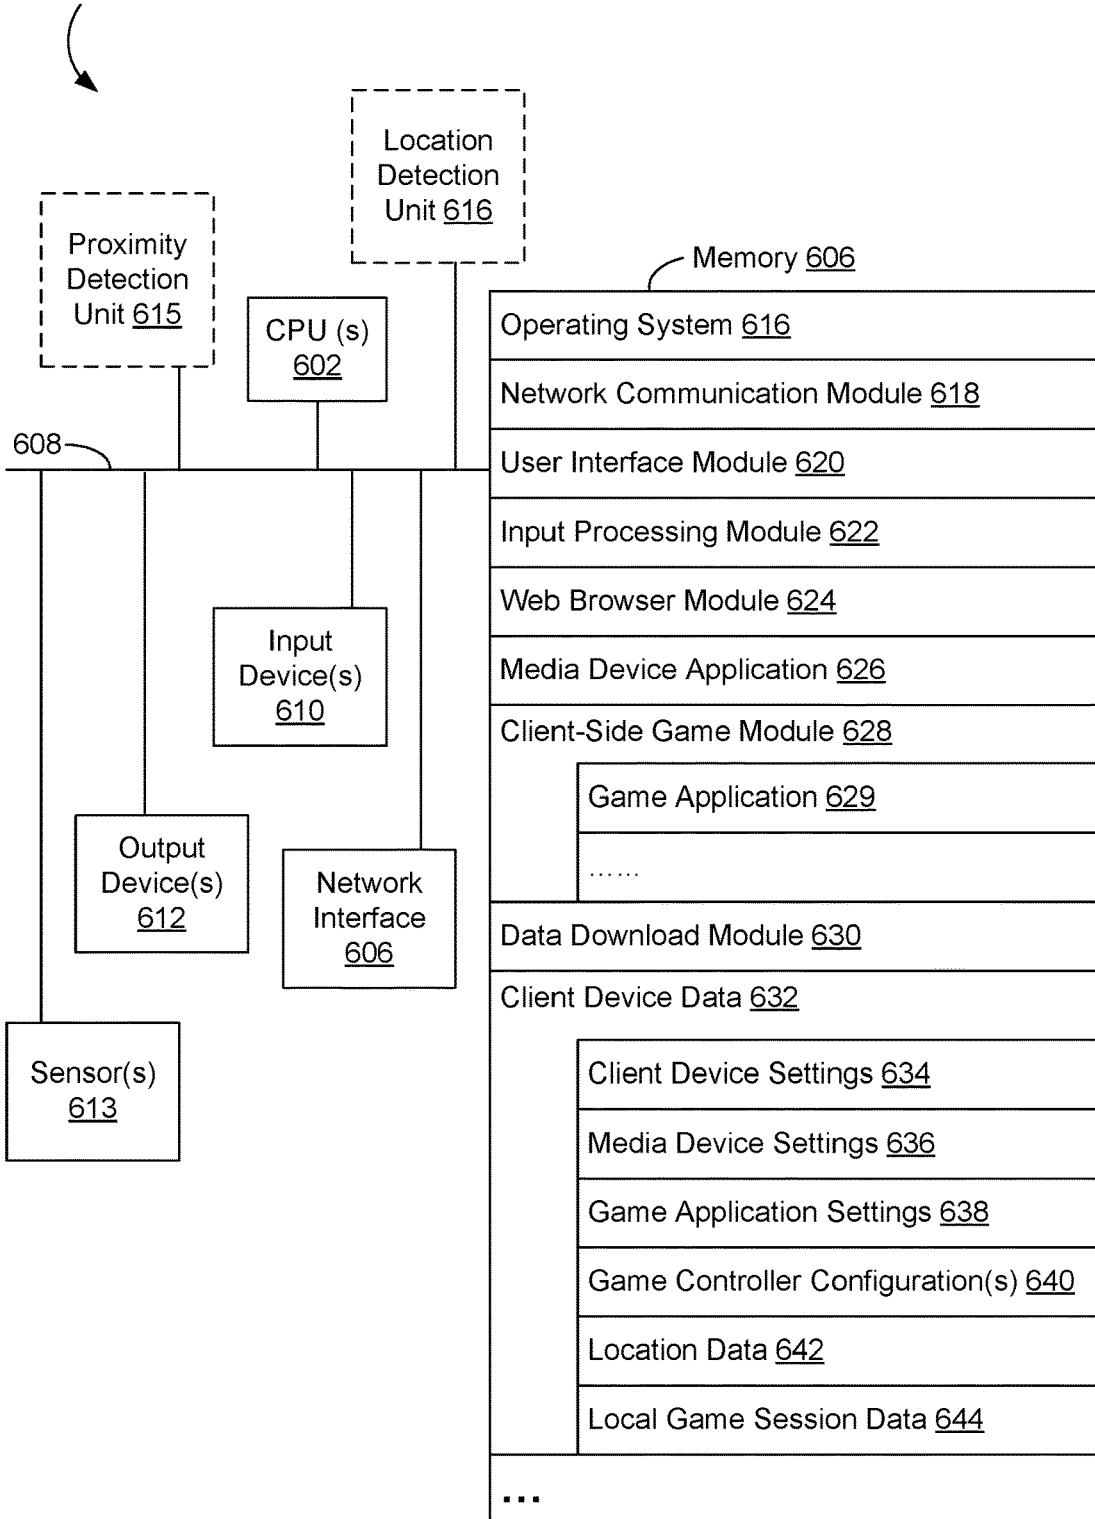 Location
Detection
Unit 616
Proximity
Detection
Unit 615
CPU (s)
602
608
Input
Device(s)
610
Output
Device(s)
612
Network
Interface
606
Sensor(s)
613
Memory 606
Operating System 616
Network Communication Module 618
User Interface Module 620
Input Processing Module 622
Web Browser Module 624
Media Device Application 626
Client-Side Game Module 628
Game Application 629
......
Data Download Module 630
Client Device Data 632
Client Device Settings 634
Media Device Settings 636
Game Application Settings 638
Game Controller Configuration(s) 640
Location Data 642
Local Game Session Data 644
...